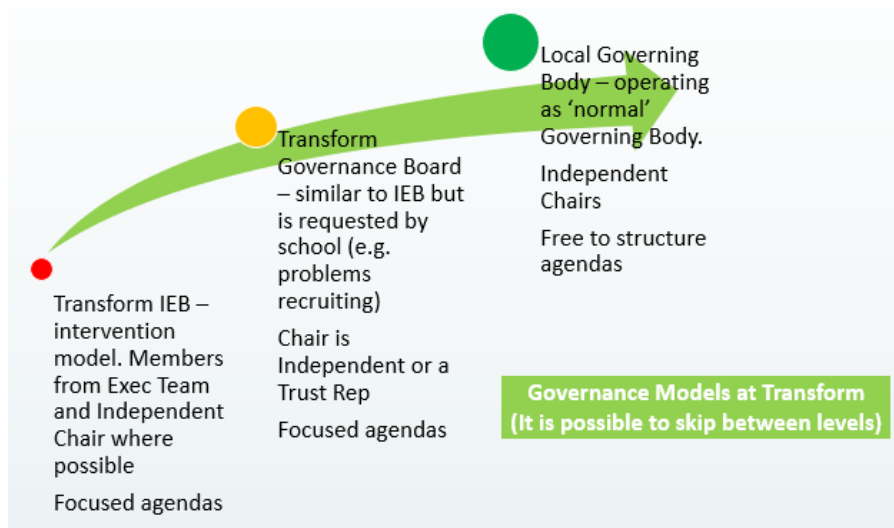 Transform IEB –
intervention
model. Members
from Exec Team
and Independent
Chair where
possible
Focused agendas
Transform
Governance Board
– similar to IEB but
is requested by
school (e.g.
problems
recruiting)
Chair is
Independent or a
Trust Rep
Focused agendas
Local Governing
Body – operating
as ‘normal’
Governing Body.
Independent
Chairs
Free to structure
agendas
Governance Models at Transform
(It is possible to skip between levels)